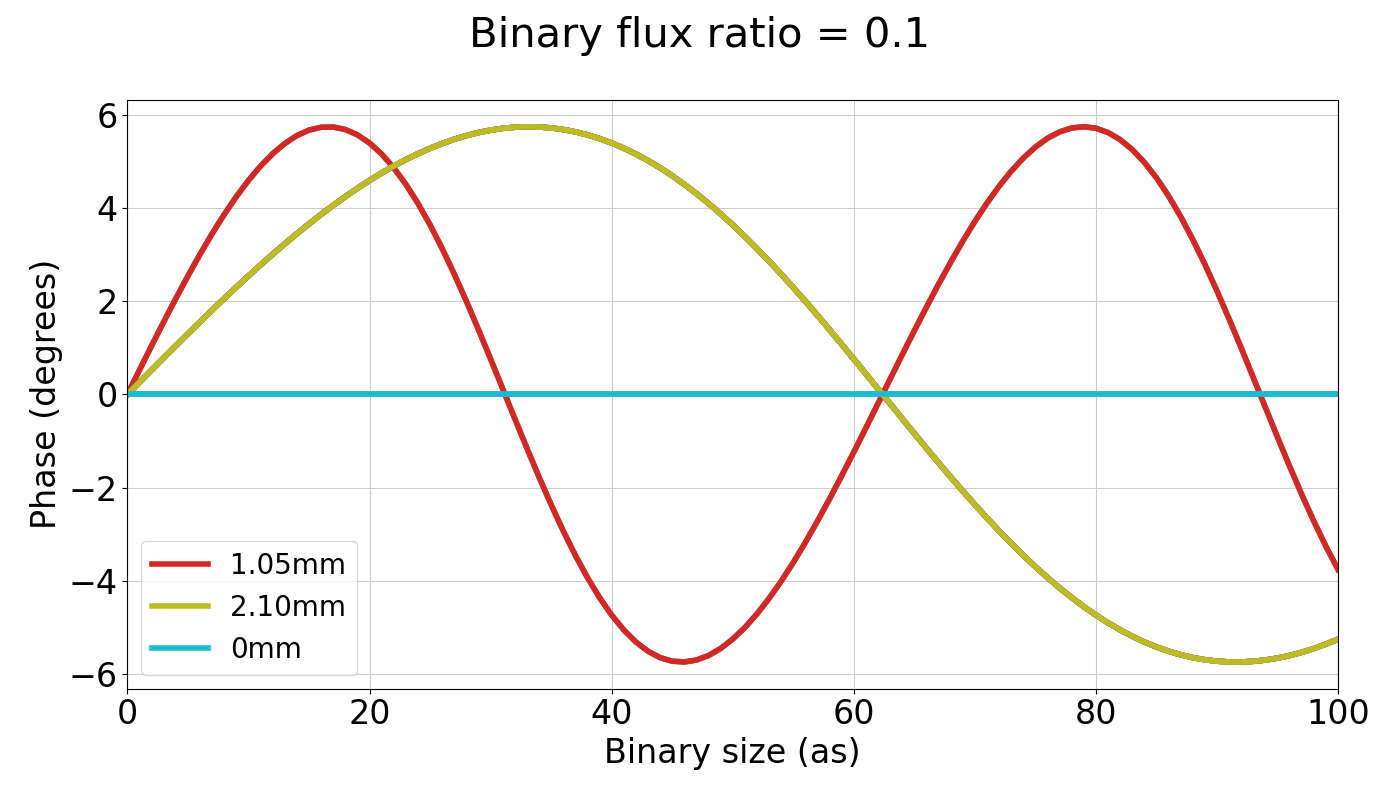 Binary flux ratio = 0.1
6
4
2
0
−2
−4
−6
Phase (degrees)
1.05mm
2.10mm
0mm
0 20 40 60 80 100
Binary size (as)